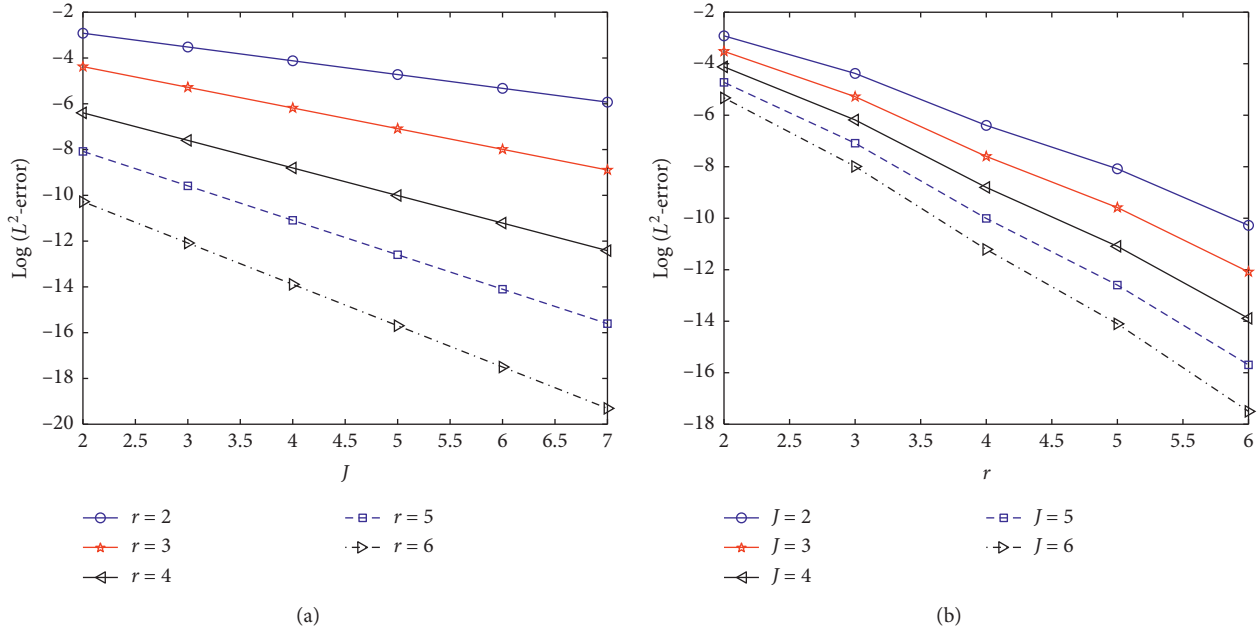 Log (L²-error)
−2
−4
−6
−8
−10
−12
−14
−16
−18
−20
2 2.5 3 3.5 4 4.5 5 5.5 6 6.5 7
J
r = 2
r = 3
r = 4
r = 5
r = 6
(a)
Log (L²-error)
−2
−4
−6
−8
−10
−12
−14
−16
−18
2 2.5 3 3.5 4 4.5 5 5.5 6
r
J = 2
J = 3
J = 4
J = 5
J = 6
(b)